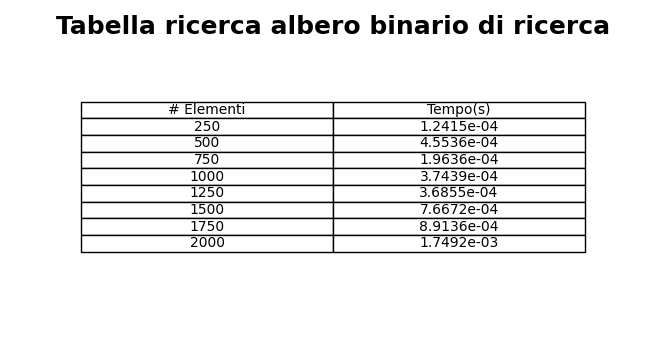 Tabella ricerca albero binario di ricerca
# Elementi Tempo(s)
250 1.2415e-04
500 4.5536e-04
750 1.9636e-04
1000 3.7439e-04
1250 3.6855e-04
1500 7.6672e-04
1750 8.9136e-04
2000 1.7492e-03